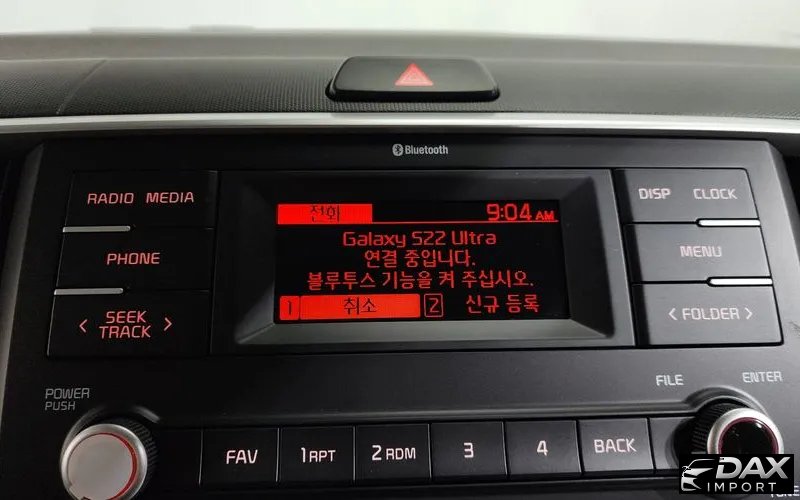 Bluetooth
RADIO MEDIA
PHONE
< SEEK TRACK >
전화 9:04 AM
Galaxy S22 Ultra
연결 중입니다.
블루투스 기능을 켜 주십시오.
1 취소 2 신규 등록
DISP CLOCK
MENU
< FOLDER >
POWER
PUSH
FILE ENTER
FAV 1 RPT 2 RDM 3 4 BACK
TUNE
DAX
IMPORT